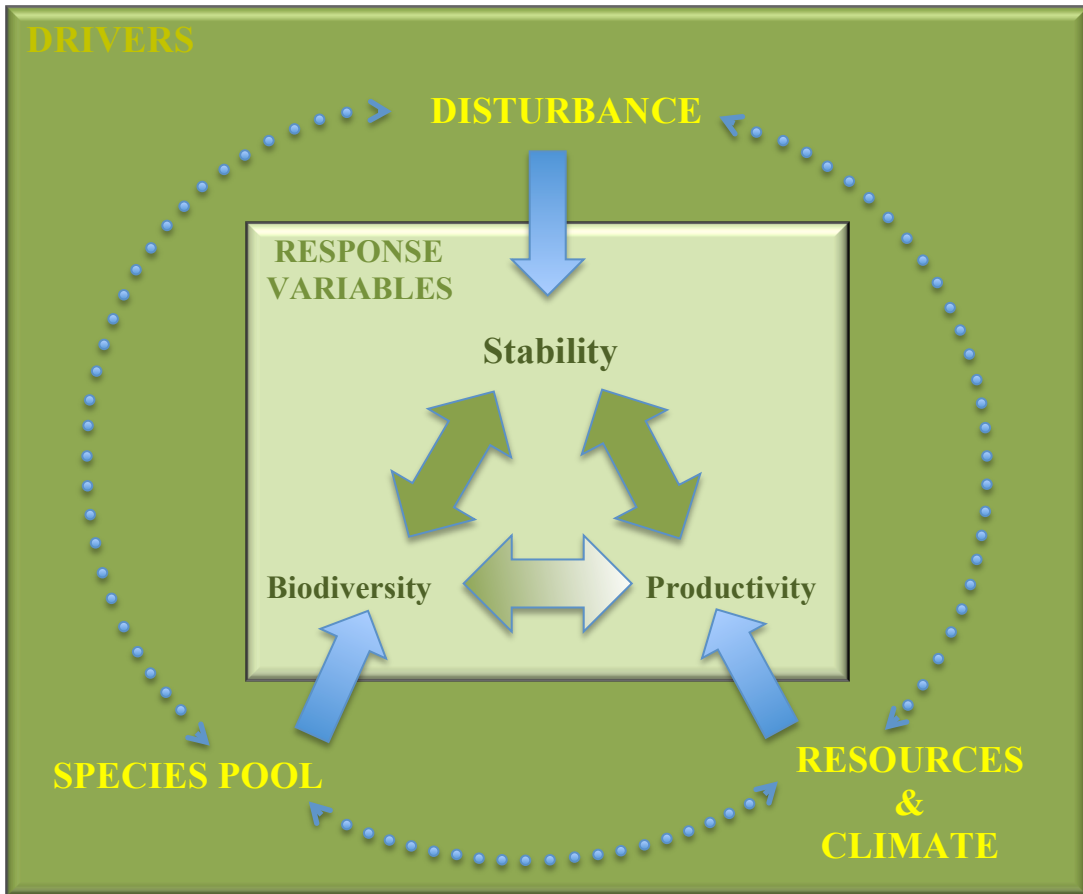 DRIVERS
DISTURBANCE
RESPONSE
VARIABLES
Stability
Biodiversity
Productivity
SPECIES POOL
RESOURCES
&
CLIMATE